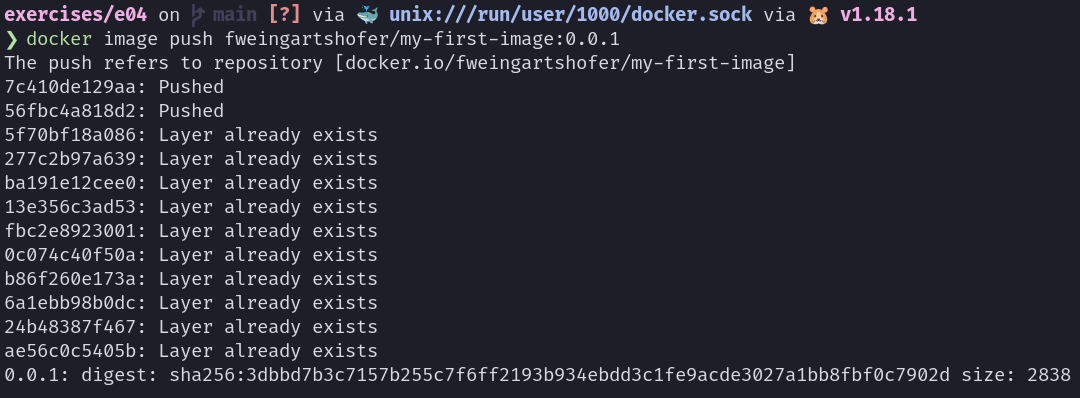 exercises/e04 on main [?] via 🐳 unix:///run/user/1000/docker.sock via 🐹 v1.18.1
❯ docker image push fweingartshofer/my-first-image:0.0.1
The push refers to repository [docker.io/fweingartshofer/my-first-image]
7c410de129aa: Pushed
56fbc4a818d2: Pushed
5f70bf18a086: Layer already exists
277c2b97a639: Layer already exists
ba191e12cee0: Layer already exists
13e356c3ad53: Layer already exists
fbc2e8923001: Layer already exists
0c074c40f50a: Layer already exists
b86f260e173a: Layer already exists
6a1ebb98b0dc: Layer already exists
24b48387f467: Layer already exists
ae56c0c5405b: Layer already exists
0.0.1: digest: sha256:3dbbd7b3c7157b255c7f6ff2193b934ebdd3c1fe9acde3027a1bb8fbf0c7902d size: 2838